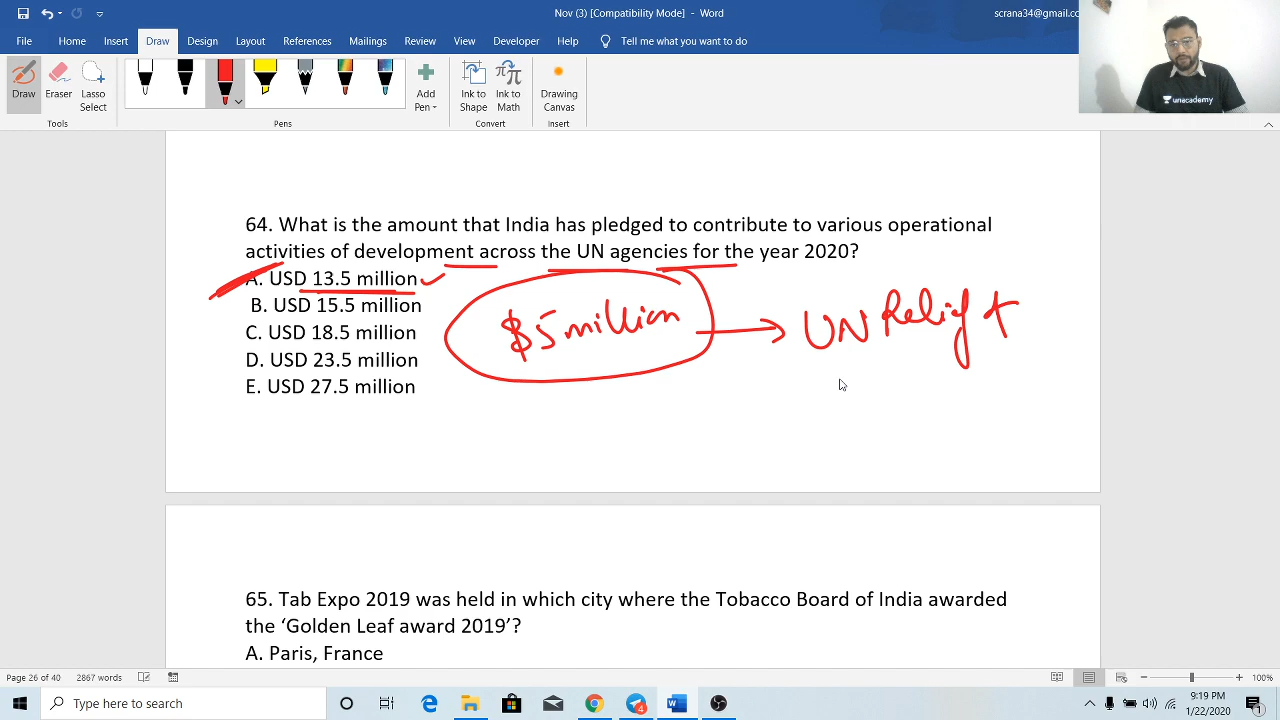 Nov (3) [Compatibility Mode] - Word
scrana34@gmail.co
File Home Insert Draw Design Layout References Mailings Review View Developer Help Tell me what you want to do
Draw Eraser Lasso Select Add Pen Ink to Shape Ink to Math Drawing Canvas
Tools Pens Convert Insert
unacademy
64. What is the amount that India has pledged to contribute to various operational
activities of development across the UN agencies for the year 2020?
A. USD 13.5 million
B. USD 15.5 million
C. USD 18.5 million
D. USD 23.5 million
E. USD 27.5 million
$5 million
UN Relief
65. Tab Expo 2019 was held in which city where the Tobacco Board of India awarded
the ‘Golden Leaf award 2019’?
A. Paris, France
Page 26 of 40 2867 words 100%
Type here to search
4
9:19 PM
1/22/2020
1